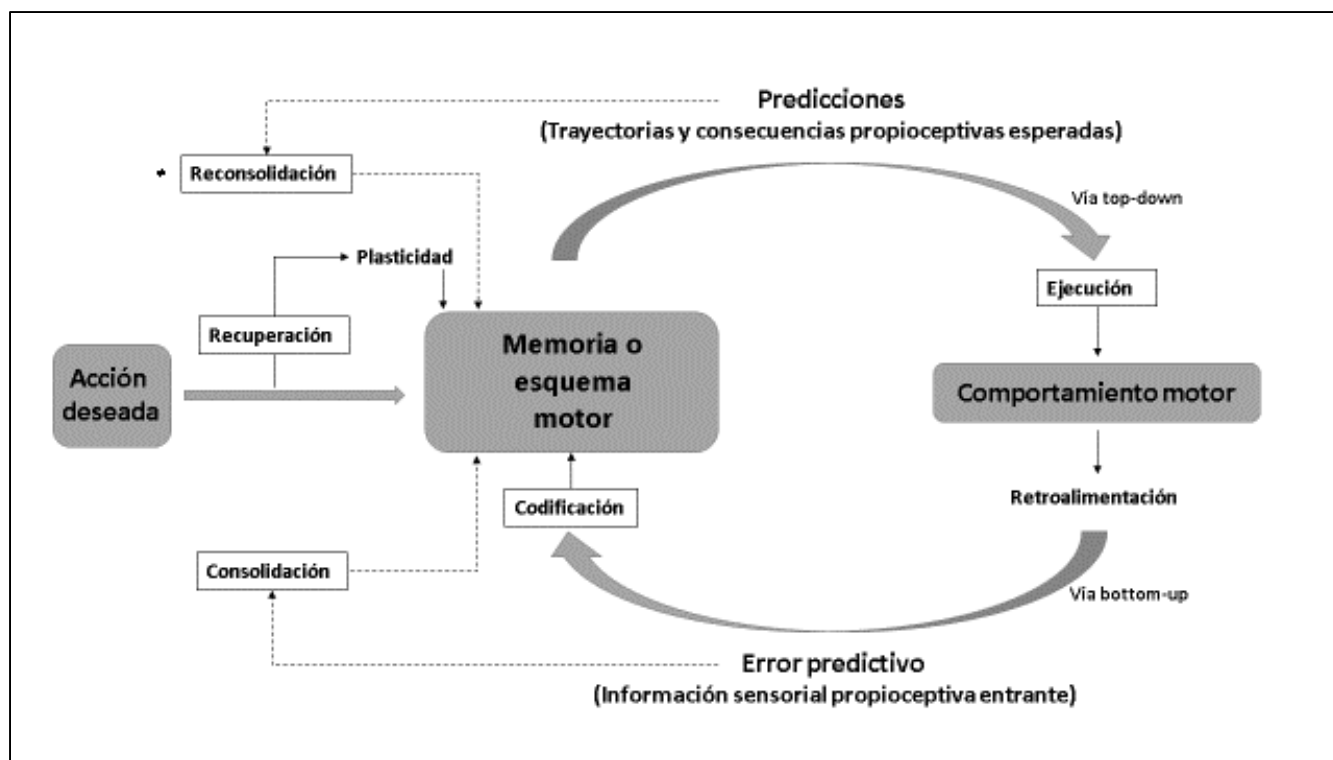 Predicciones
(Trayectorias y consecuencias propioceptivas esperadas)
Reconsolidación
Vía top-down
Plasticidad
Ejecución
Recuperación
Memoria o
esquema
motor
Acción
deseada
Comportamiento motor
Codificación
Retroalimentación
Consolidación
Vía bottom-up
Error predictivo
(Información sensorial propioceptiva entrante)